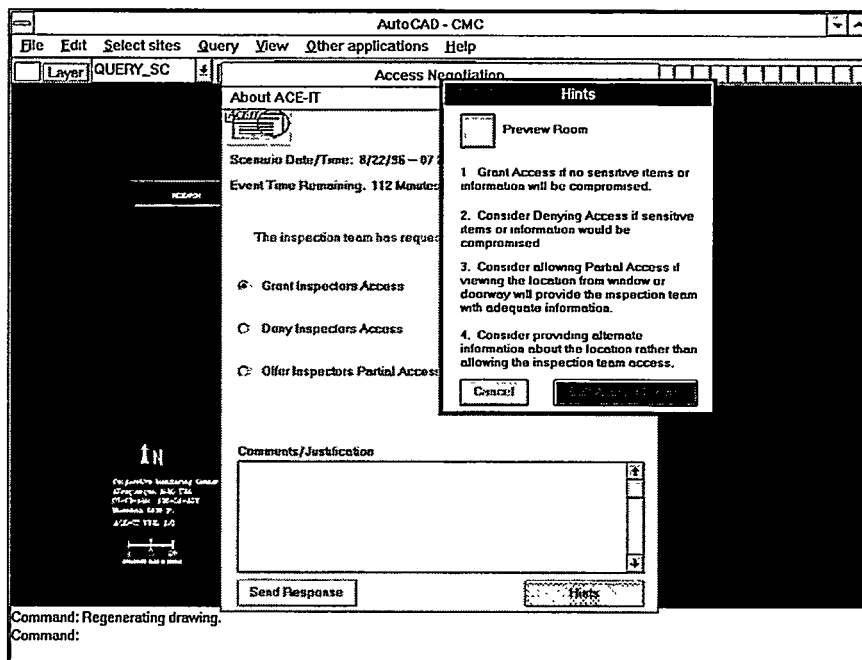 AutoCAD - CMC
File Edit Select sites Query View Other applications Help
Layer QUERY_SC
Access Negotiation
About ACE-IT
Hints
ACE-IT
Preview Room
Scenario Date/Time: 8/22/96 – 07
Event Time Remaining. 112 Minutes
1 Grant Access if no sensitive items or
information will be compromised.
2. Consider Denying Access if sensitive
items or information would be
compromised
3. Consider allowing Partial Access if
viewing the location from window or
doorway will provide the inspection team
with adequate information.
4. Consider providing alternate
information about the location rather than
allowing the inspection team access.
Cancel
The inspection team has reque
Grant Inspectors Access
Deny Inspectors Access
Offer Inspectors Partial Access
N
Comments/Justification
Send Response
Hints
Command: Regenerating drawing.
Command: